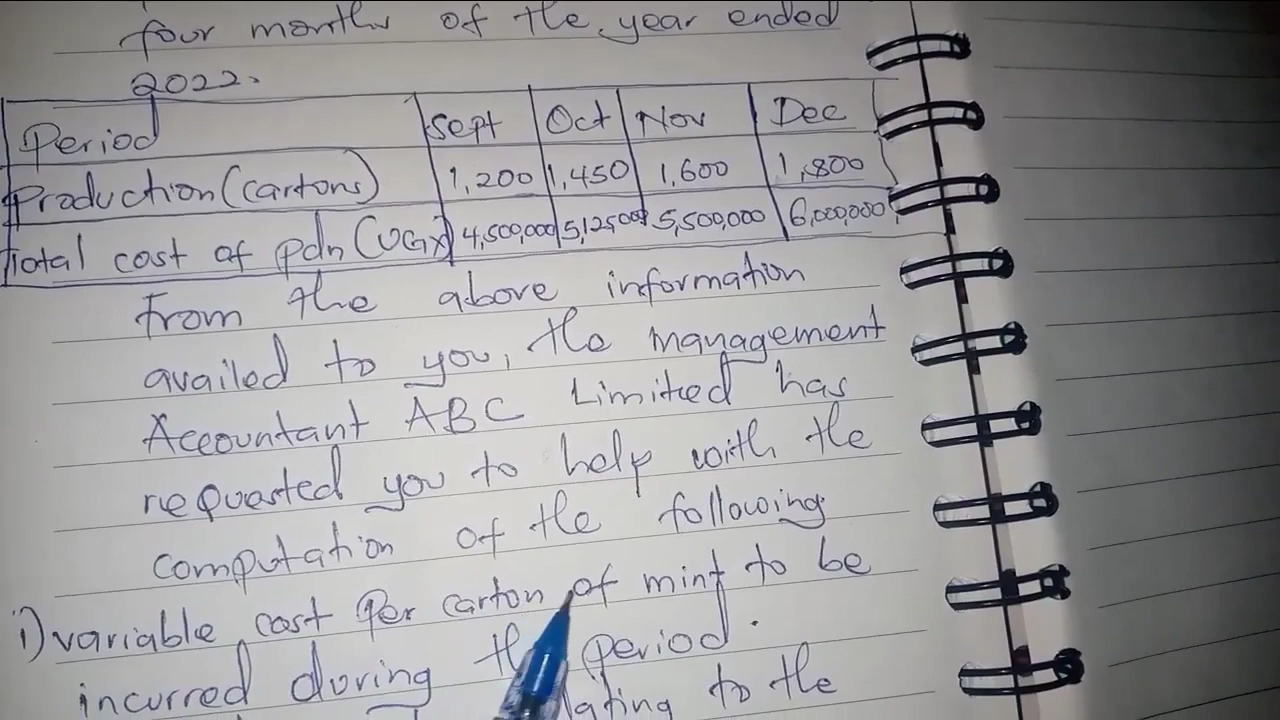 four months of the year ended
2022.
Period Sept Oct Nov Dec
Production (cartons) 1,200 1,450 1,600 1,800
Total cost of pdn (UGX) 4,500,000 5,125,000 5,500,000 6,000,000
From the above information
availed to you, the management
Accountant ABC Limited has
requested you to help with the
computation of the following
i) variable cost per carton of mint to be
incurred during the period.
to the